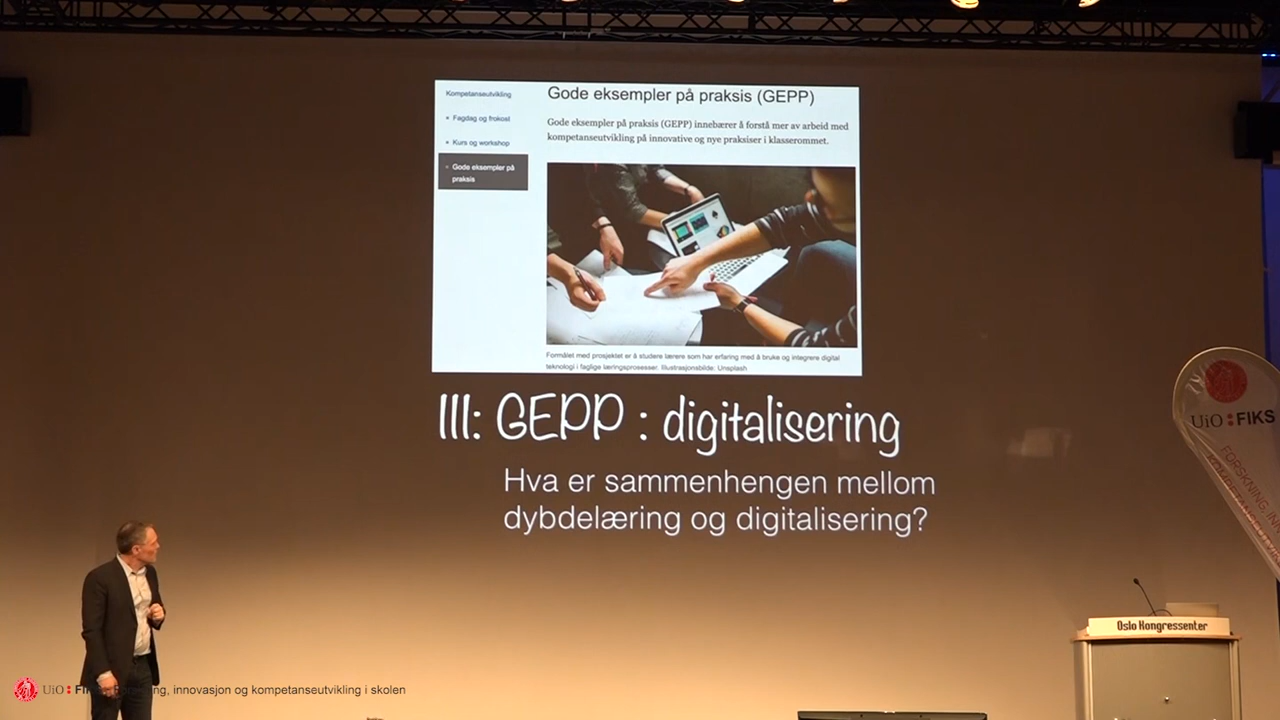 Kompetanseutvikling
Fagdag og frokost
Kurs og workshop
Gode eksempler på
praksis
Gode eksempler på praksis (GEPP)
Gode eksempler på praksis (GEPP) innebærer å forstå mer av arbeid med
kompetanseutvikling på innovative og nye praksiser i klasserommet.
Formålet med prosjektet er å studere lærere som har erfaring med å bruke og integrere digital
teknologi i faglige læringsprosesser. Illustrasjonsbilde: Unsplash
III: GEPP : digitalisering
Hva er sammenhengen mellom
dybdelæring og digitalisering?
UiO FIKS
Oslo Kongressenter
UiO innovasjon og kompetanseutvikling i skolen